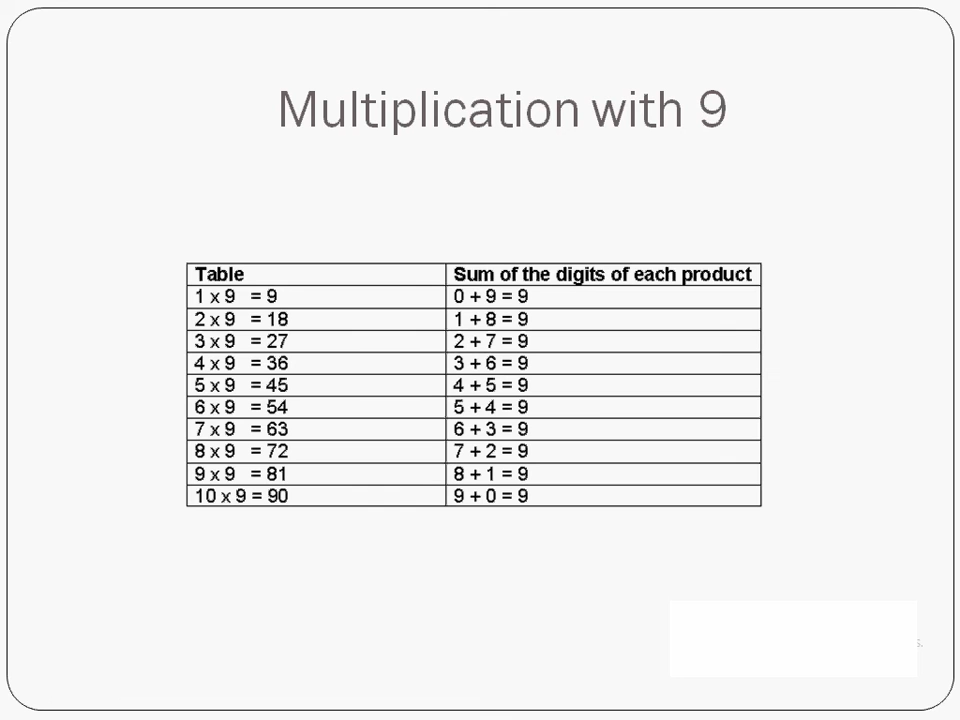 Multiplication with 9
Table Sum of the digits of each product
1 x 9 = 9 0 + 9 = 9
2 x 9 = 18 1 + 8 = 9
3 x 9 = 27 2 + 7 = 9
4 x 9 = 36 3 + 6 = 9
5 x 9 = 45 4 + 5 = 9
6 x 9 = 54 5 + 4 = 9
7 x 9 = 63 6 + 3 = 9
8 x 9 = 72 7 + 2 = 9
9 x 9 = 81 8 + 1 = 9
10 x 9 = 90 9 + 0 = 9